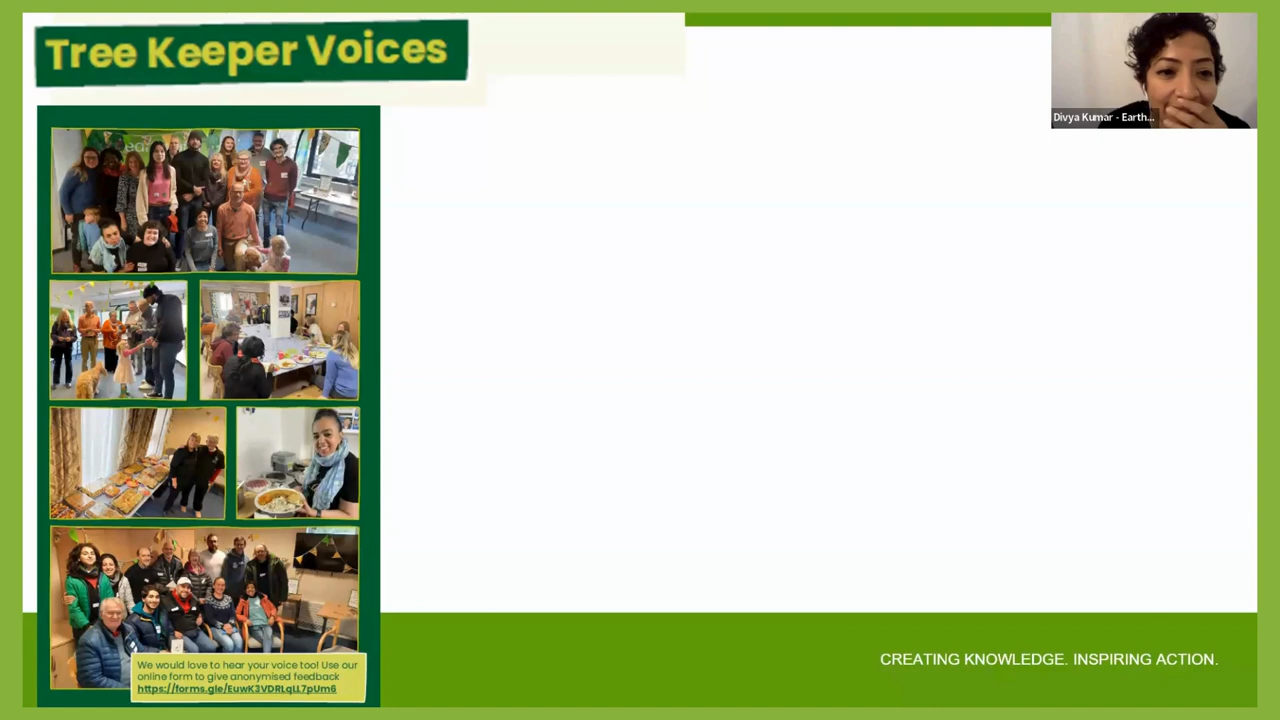 Tree Keeper Voices
Divya Kumar - Earth...
We would love to hear your voice too! Use our
online form to give anonymised feedback
https://forms.gle/EuwK3VDRLqLL7pUm6
CREATING KNOWLEDGE. INSPIRING ACTION.